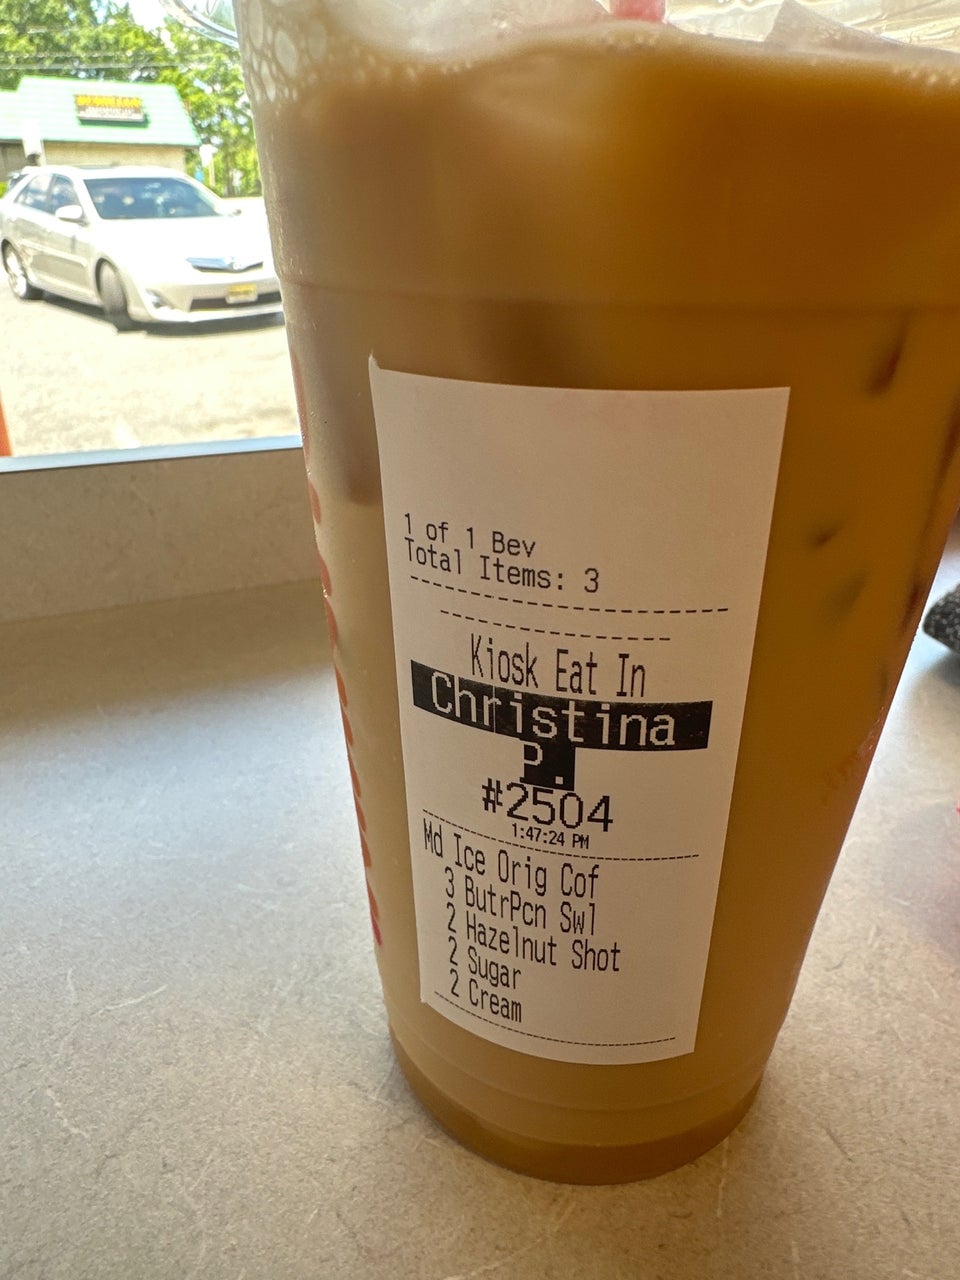 1 of 1 Bev
Total Items: 3
Kiosk Eat In
Christina
P.
#2504
1:47:24 PM
Md Ice Orig Cof
3 ButrPcn Swl
2 Hazelnut Shot
2 Sugar
2 Cream